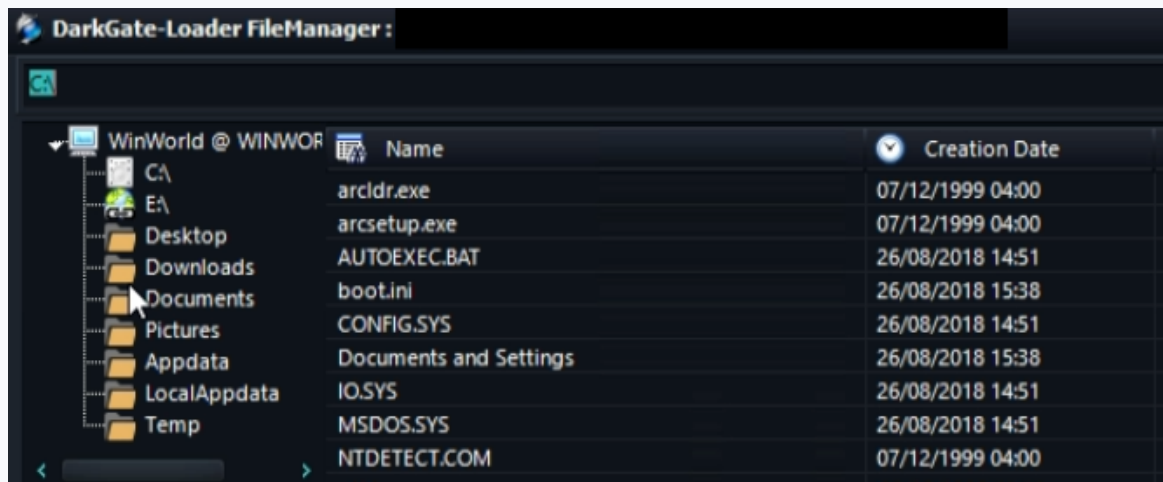 DarkGate-Loader FileManager :
C:\
WinWorld @ WINWOR
C:\
E:\
Desktop
Downloads
Documents
Pictures
Appdata
LocalAppdata
Temp
Name Creation Date
arcldr.exe 07/12/1999 04:00
arcsetup.exe 07/12/1999 04:00
AUTOEXEC.BAT 26/08/2018 14:51
boot.ini 26/08/2018 15:38
CONFIG.SYS 26/08/2018 14:51
Documents and Settings 26/08/2018 15:38
IO.SYS 26/08/2018 14:51
MSDOS.SYS 26/08/2018 14:51
NTDETECT.COM 07/12/1999 04:00